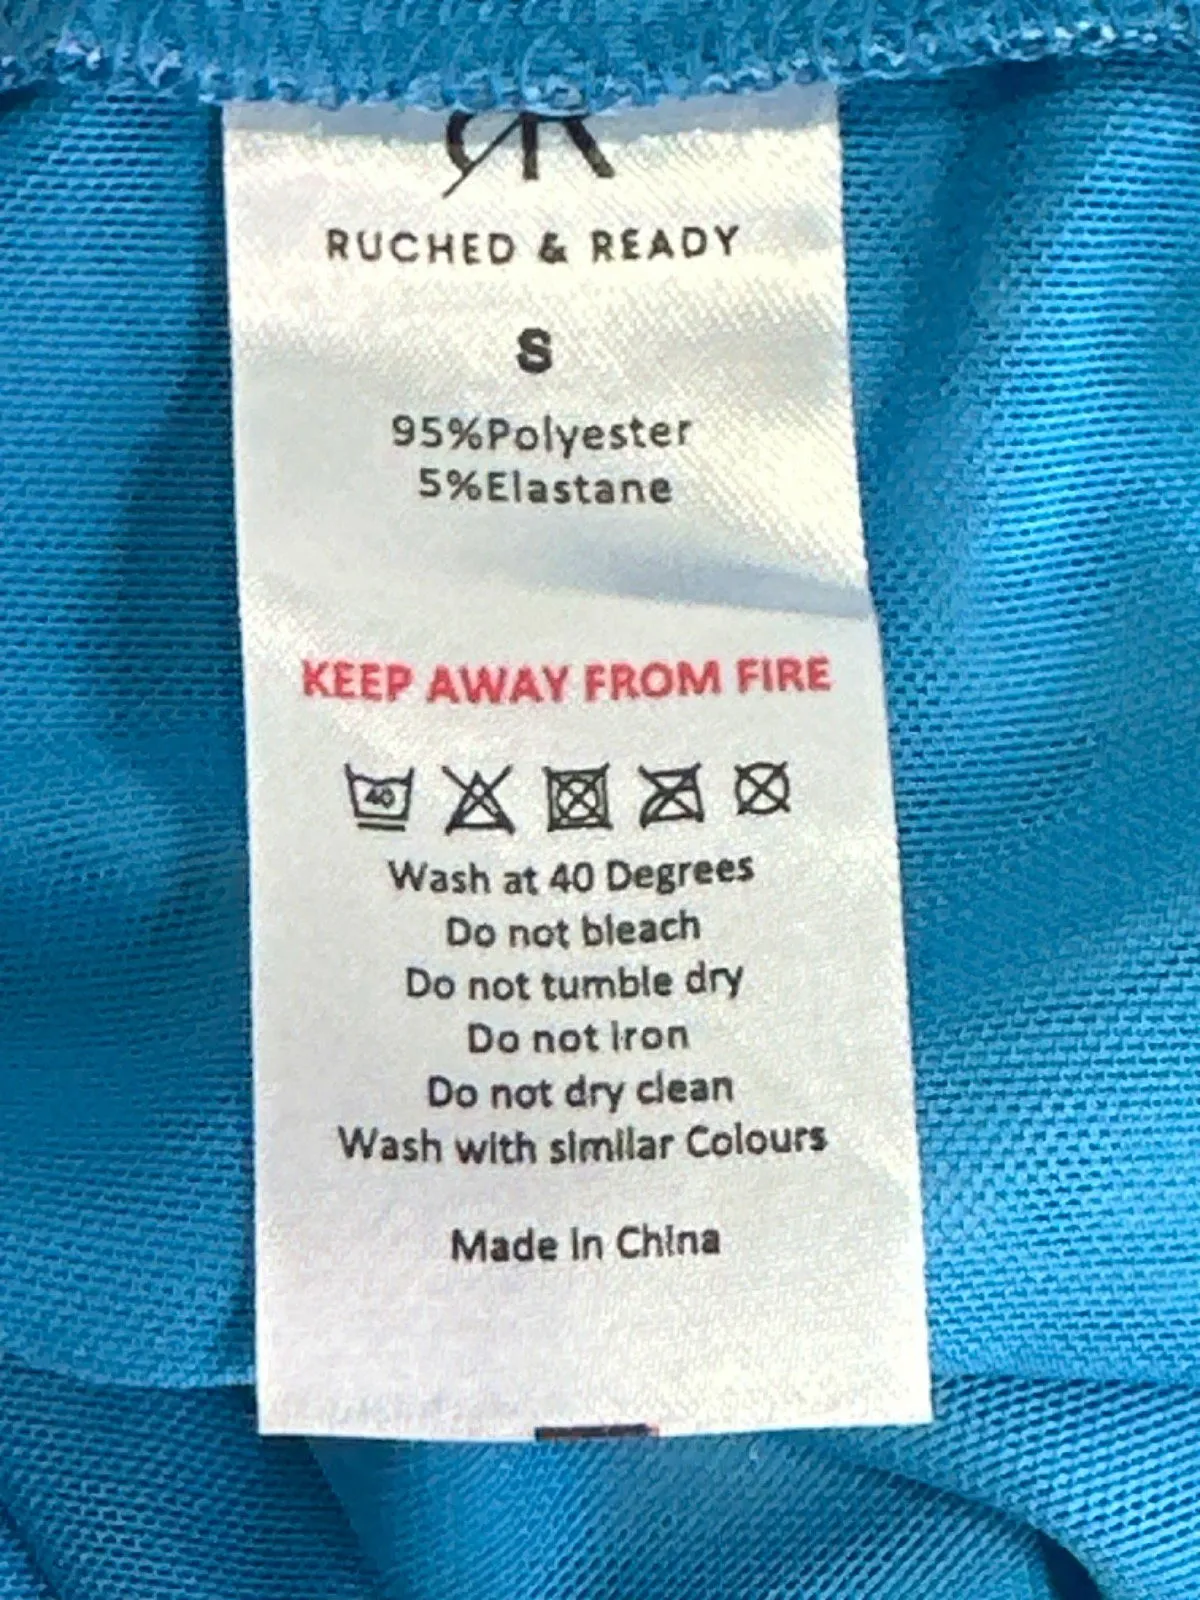 RUCHED & READY
S
95%Polyester
5%Elastane
KEEP AWAY FROM FIRE
40
Wash at 40 Degrees
Do not bleach
Do not tumble dry
Do not iron
Do not dry clean
Wash with similar Colours
Made in China